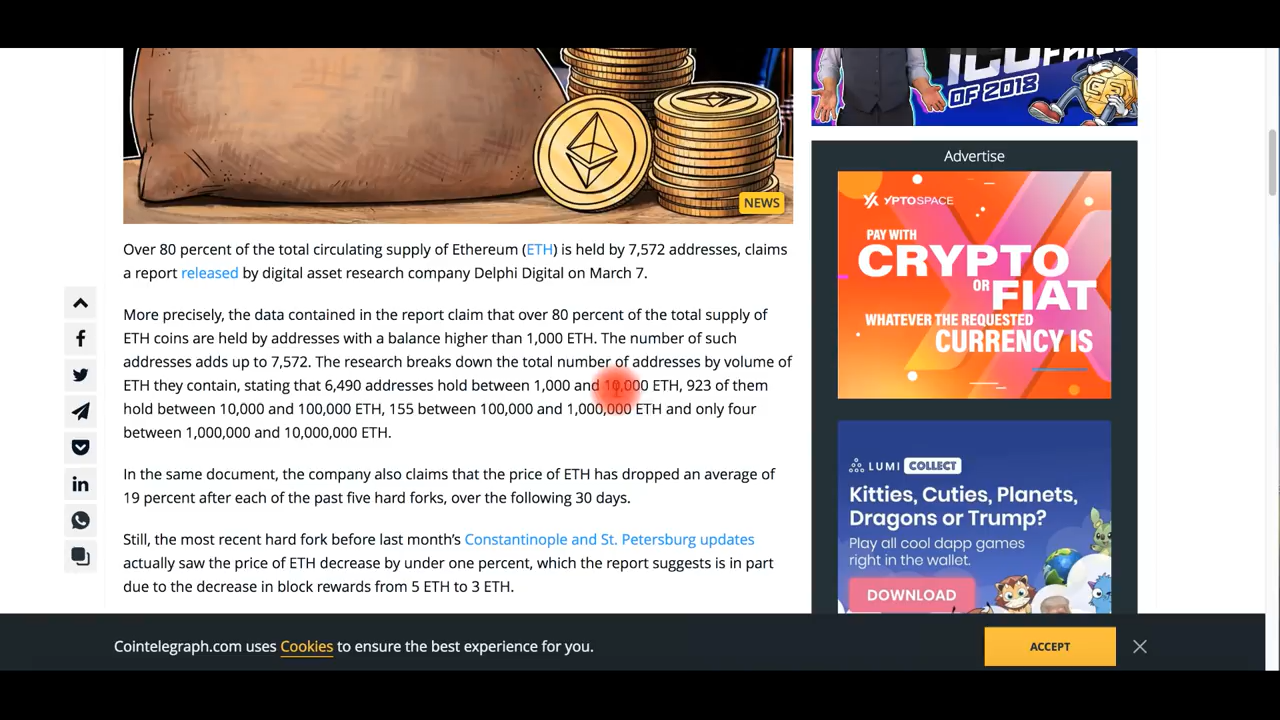 OF 2018
NEWS
Advertise
YPTOSPACE
PAY WITH
CRYPTO
OR
FIAT
WHATEVER THE REQUESTED
CURRENCY IS
Over 80 percent of the total circulating supply of Ethereum (ETH) is held by 7,572 addresses, claims
a report released by digital asset research company Delphi Digital on March 7.
More precisely, the data contained in the report claim that over 80 percent of the total supply of
ETH coins are held by addresses with a balance higher than 1,000 ETH. The number of such
addresses adds up to 7,572. The research breaks down the total number of addresses by volume of
ETH they contain, stating that 6,490 addresses hold between 1,000 and 10,000 ETH, 923 of them
hold between 10,000 and 100,000 ETH, 155 between 100,000 and 1,000,000 ETH and only four
between 1,000,000 and 10,000,000 ETH.
In the same document, the company also claims that the price of ETH has dropped an average of
19 percent after each of the past five hard forks, over the following 30 days.
Still, the most recent hard fork before last month's Constantinople and St. Petersburg updates
actually saw the price of ETH decrease by under one percent, which the report suggests is in part
due to the decrease in block rewards from 5 ETH to 3 ETH.
LUMI COLLECT
Kitties, Cuties, Planets,
Dragons or Trump?
Play all cool dapp games
right in the wallet.
DOWNLOAD
Cointelegraph.com uses Cookies to ensure the best experience for you.
ACCEPT